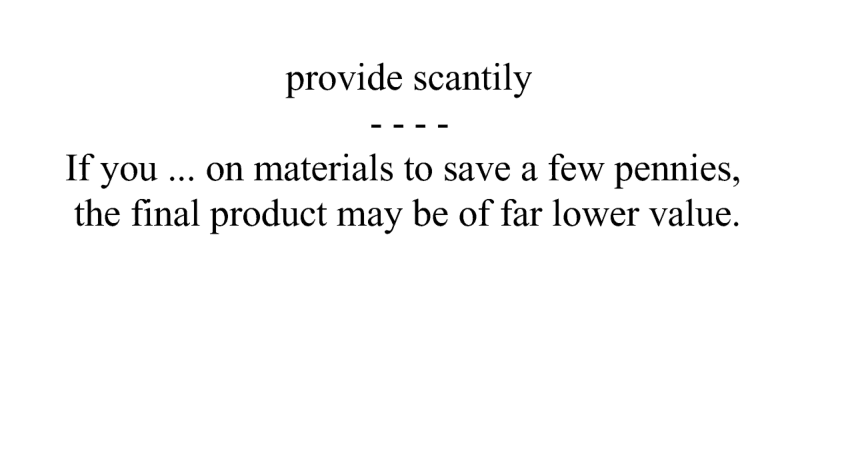 provide scantily
- - - -
If you ... on materials to save a few pennies,
the final product may be of far lower value.